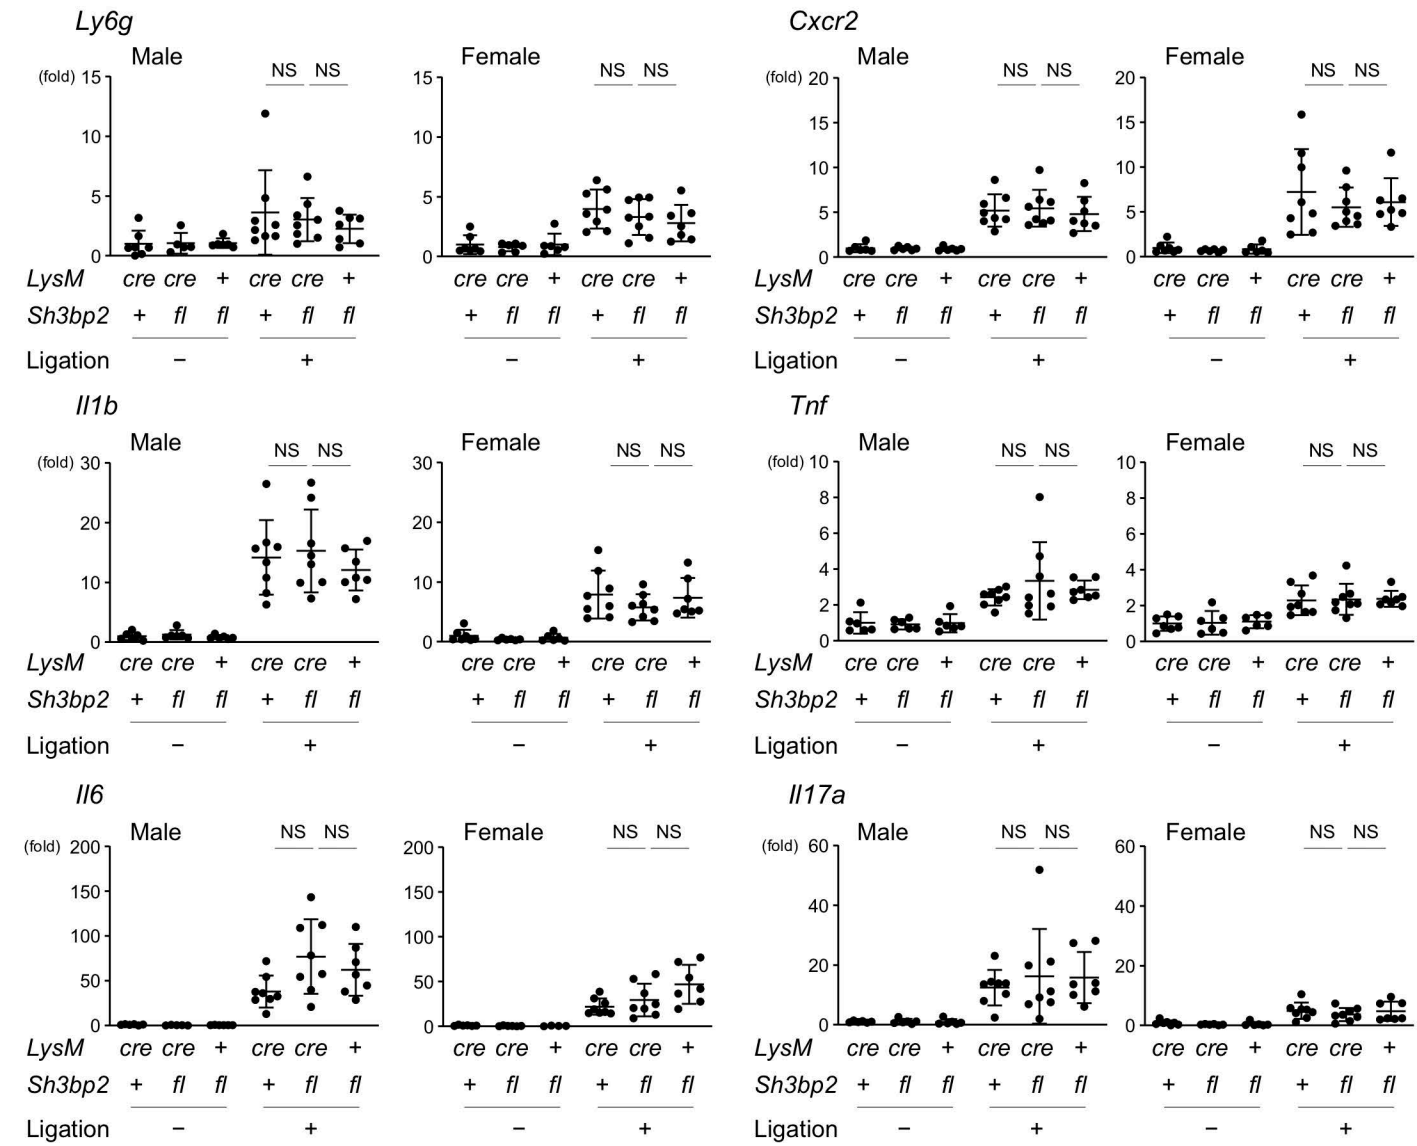 Ly6g
Male
Female
(fold)
NS NS
NS NS
15
10
5
0
15
10
5
0
LysM cre cre + cre cre + cre cre + cre cre +
Sh3bp2 + fl fl + fl fl + fl fl + fl fl
Ligation − + − +
Cxcr2
Male
Female
(fold)
NS NS
NS NS
20
15
10
5
0
20
15
10
5
0
LysM cre cre + cre cre + cre cre + cre cre +
Sh3bp2 + fl fl + fl fl + fl fl + fl fl
Ligation − + − +
Il1b
Male
Female
(fold)
NS NS
NS NS
30
20
10
0
30
20
10
0
LysM cre cre + cre cre + cre cre + cre cre +
Sh3bp2 + fl fl + fl fl + fl fl + fl fl
Ligation − + − +
Tnf
Male
Female
(fold)
NS NS
NS NS
10
8
6
4
2
0
10
8
6
4
2
0
LysM cre cre + cre cre + cre cre + cre cre +
Sh3bp2 + fl fl + fl fl + fl fl + fl fl
Ligation − + − +
Il6
Male
Female
(fold)
NS NS
NS NS
200
150
100
50
0
200
150
100
50
0
LysM cre cre + cre cre + cre cre + cre cre +
Sh3bp2 + fl fl + fl fl + fl fl + fl fl
Ligation − + − +
Il17a
Male
Female
(fold)
NS NS
NS NS
60
40
20
0
60
40
20
0
LysM cre cre + cre cre + cre cre + cre cre +
Sh3bp2 + fl fl + fl fl + fl fl + fl fl
Ligation − + − +